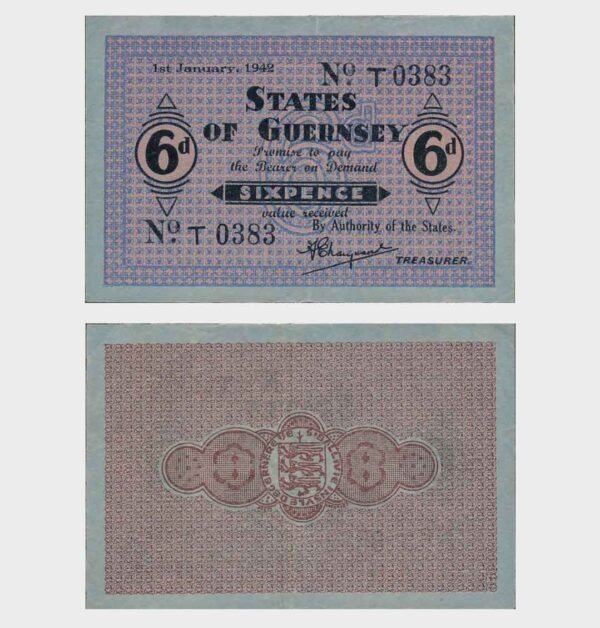 1st January, 1942 Nº T 0383
STATES
OF GUERNSEY
6d 6d
Promise to pay
the Bearer on Demand
SIXPENCE
value received
By Authority of the States.
Nº T 0383
TREASURER.